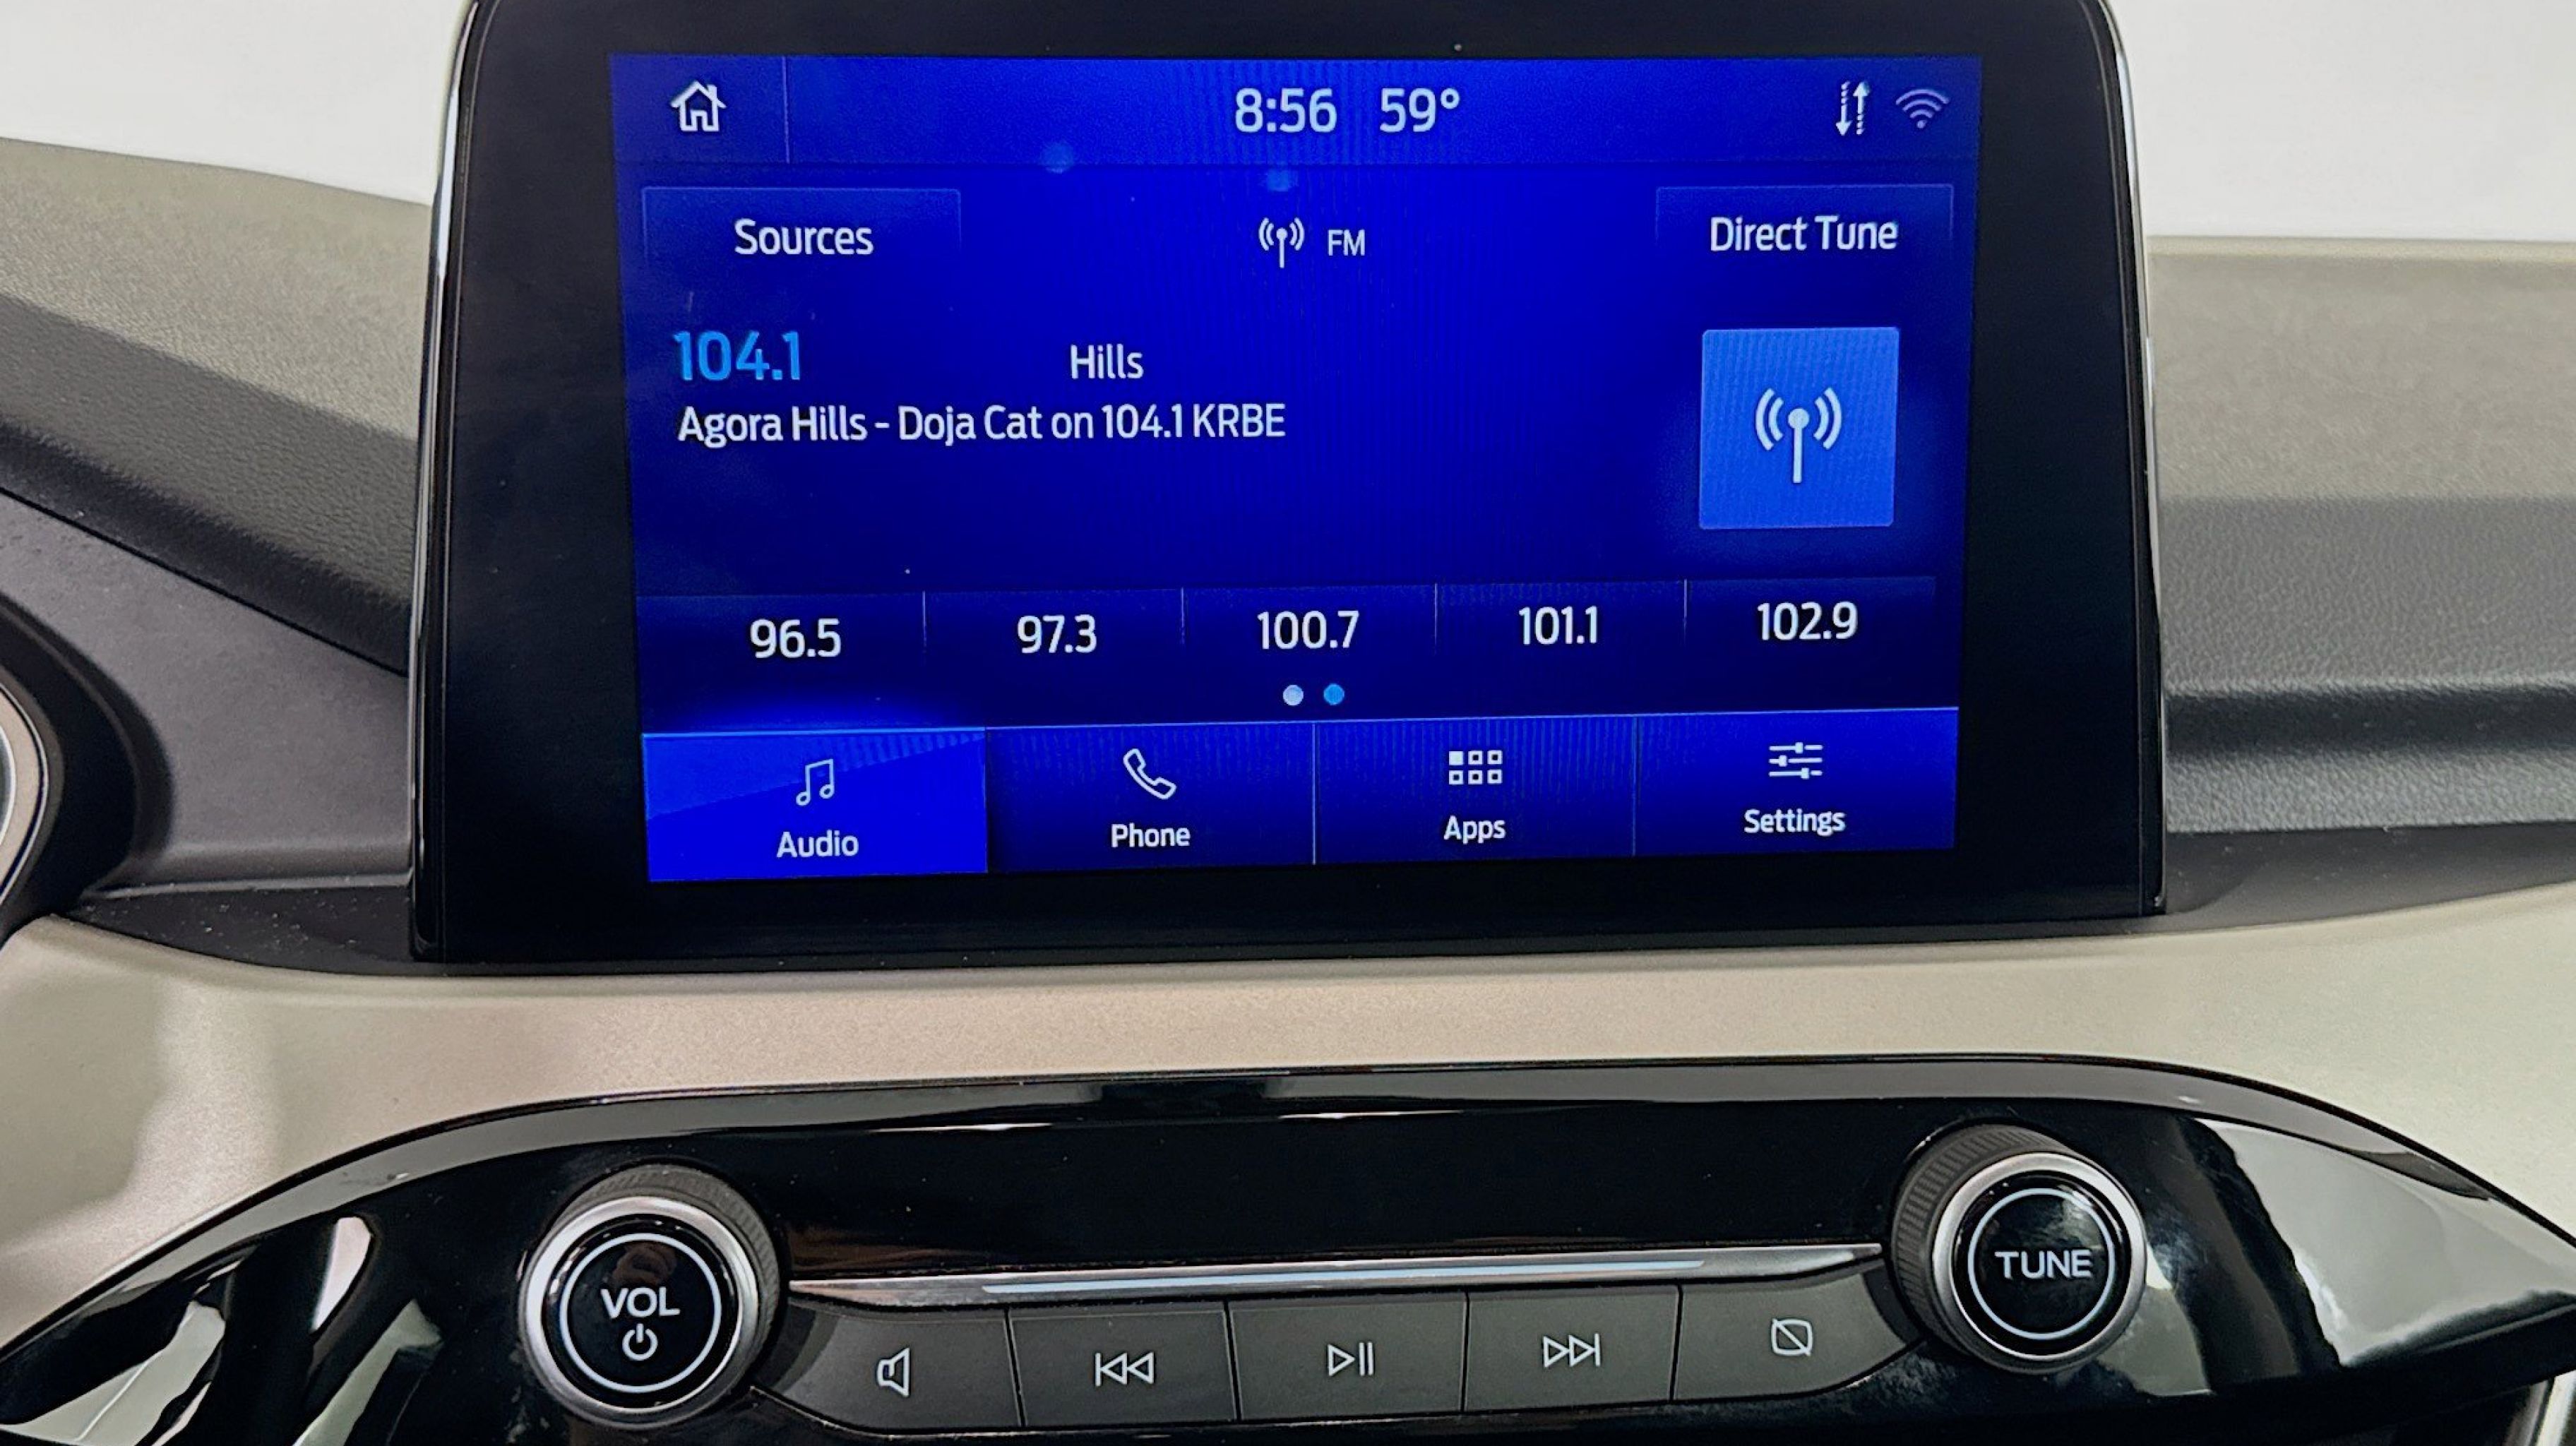 8:56 59°
Sources FM Direct Tune
104.1 Hills
Agora Hills - Doja Cat on 104.1 KRBE
96.5 97.3 100.7 101.1 102.9
Audio Phone Apps Settings
VOL TUNE